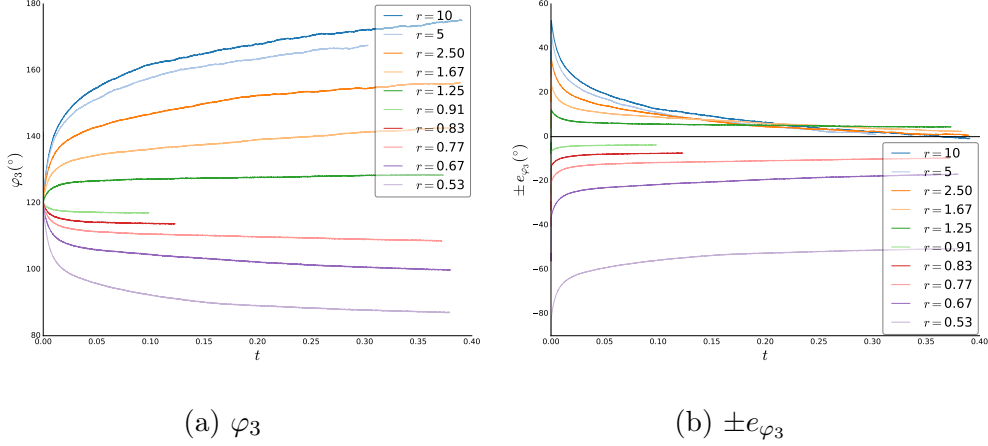 180
160
140
120
100
80
φ₃(°)
0.00 0.05 0.10 0.15 0.20 0.25 0.30 0.35 0.40
t
r = 10
r = 5
r = 2.50
r = 1.67
r = 1.25
r = 0.91
r = 0.83
r = 0.77
r = 0.67
r = 0.53
(a) φ₃
60
40
20
0
−20
−40
−60
−80
± e_φ₃(°)
0.00 0.05 0.10 0.15 0.20 0.25 0.30 0.35 0.40
t
r = 10
r = 5
r = 2.50
r = 1.67
r = 1.25
r = 0.91
r = 0.83
r = 0.77
r = 0.67
r = 0.53
(b) ±e_φ₃